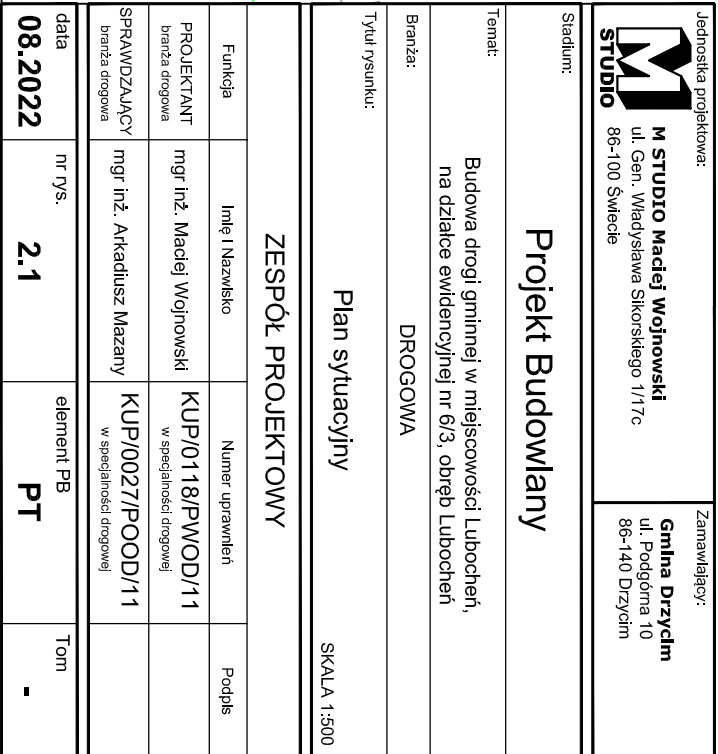 Jednostka projektowa:
M
STUDIO
M STUDIO Maciej Wojnowski
ul. Gen. Władysława Sikorskiego 1/17c
86-100 Świecie
Zamawiający:
Gmina Drzycim
ul. Podgórna 10
86-140 Drzycim
Stadium:
Projekt Budowlany
Temat:
Budowa drogi gminnej w miejscowości Lubocheń,
na działce ewidencyjnej nr 6/3, obręb Lubocheń
Branża:
DROGOWA
Tytuł rysunku:
Plan sytuacyjny
SKALA 1:500
ZESPÓŁ PROJEKTOWY
Funkcja
Imię i Nazwisko
Numer uprawnień
Podpis
PROJEKTANT
branża drogowa
mgr inż. Maciej Wojnowski
KUP/0118/PWOD/11
w specjalności drogowej
SPRAWDZAJĄCY
branża drogowa
mgr inż. Arkadiusz Mazany
KUP/0027/POOD/11
w specjalności drogowej
data
08.2022
nr rys.
2.1
element PB
PT
Tom
-